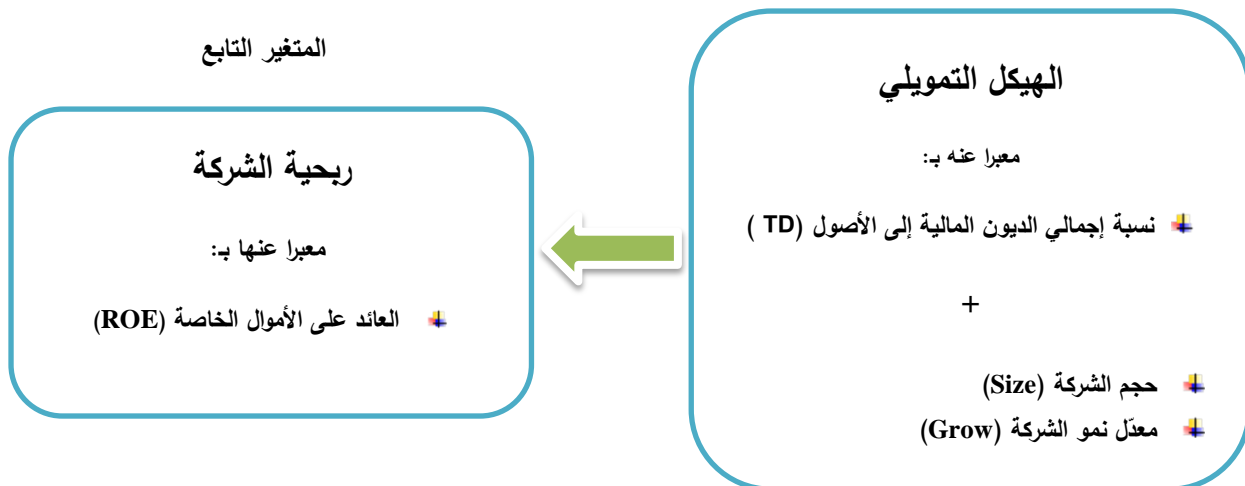 الهيكل التمويلي
معبرا عنه بـ:
نسبة إجمالي الديون المالية إلى الأصول (TD )
+
حجم الشركة (Size)
معدّل نمو الشركة (Grow)
المتغير التابع
ربحية الشركة
معبرا عنها بـ:
العائد على الأموال الخاصة (ROE)